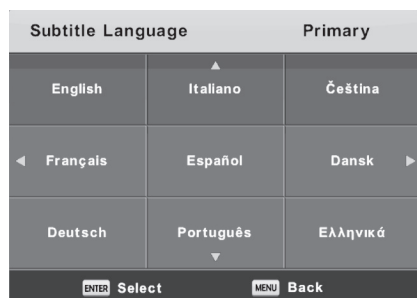 Subtitle Language Primary
English Italiano Čeština
Français Español Dansk
Deutsch Português Ελληνικά
ENTER Select MENU Back